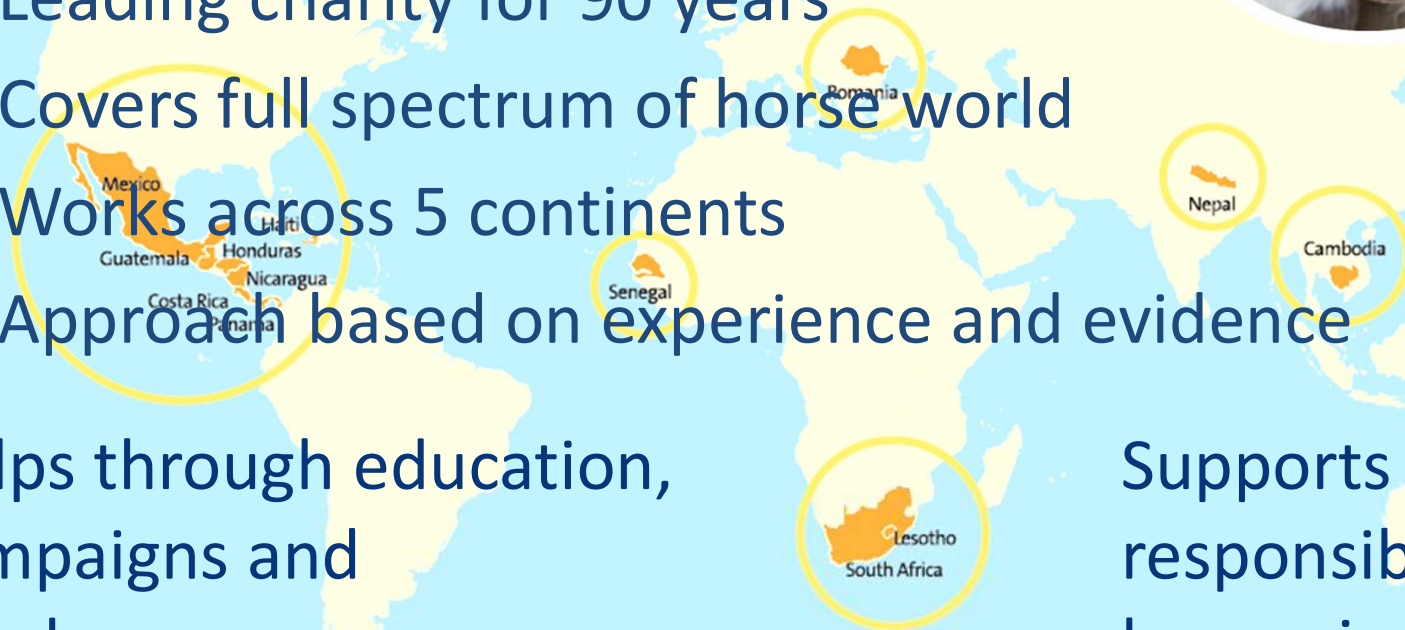 Leading charity for 90 years
Covers full spectrum of horse world
Works across 5 continents
Approach based on experience and evidence
Romania
Mexico
Haiti
Guatemala
Honduras
Nicaragua
Costa Rica
Panama
Senegal
Nepal
Cambodia
Lesotho
South Africa
lps through education,
mpaigns and
Supports
responsib